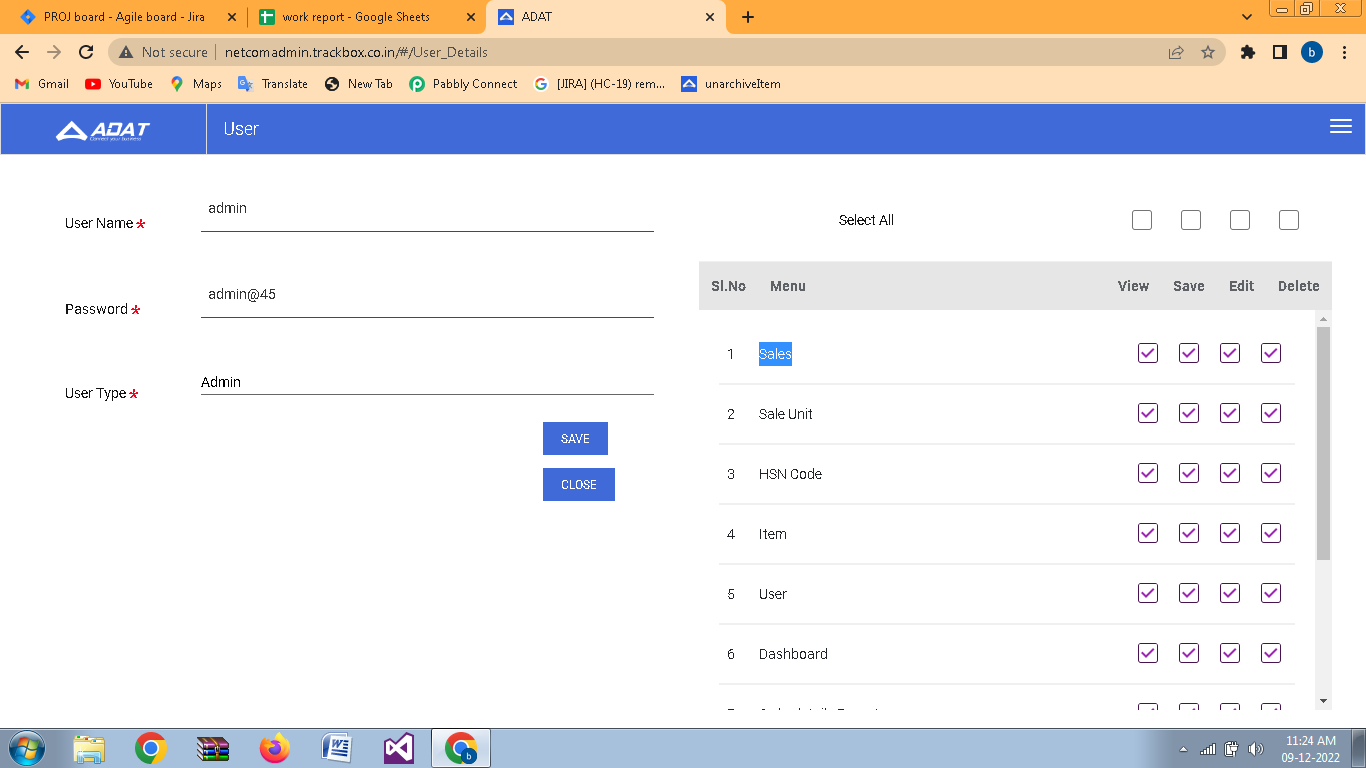 PROJ board - Agile board - Jira
work report - Google Sheets
ADAT
Not secure
netcomadmin.trackbox.co.in/#/User_Details
b
Gmail
YouTube
Maps
Translate
New Tab
Pabbly Connect
[JIRA] (HC-19) rem...
unarchiveItem
ADAT
User
User Name *
admin
Password *
admin@45
User Type *
Admin
SAVE
CLOSE
Select All
Sl.No Menu View Save Edit Delete
1 Sales
2 Sale Unit
3 HSN Code
4 Item
5 User
6 Dashboard
11:24 AM
09-12-2022